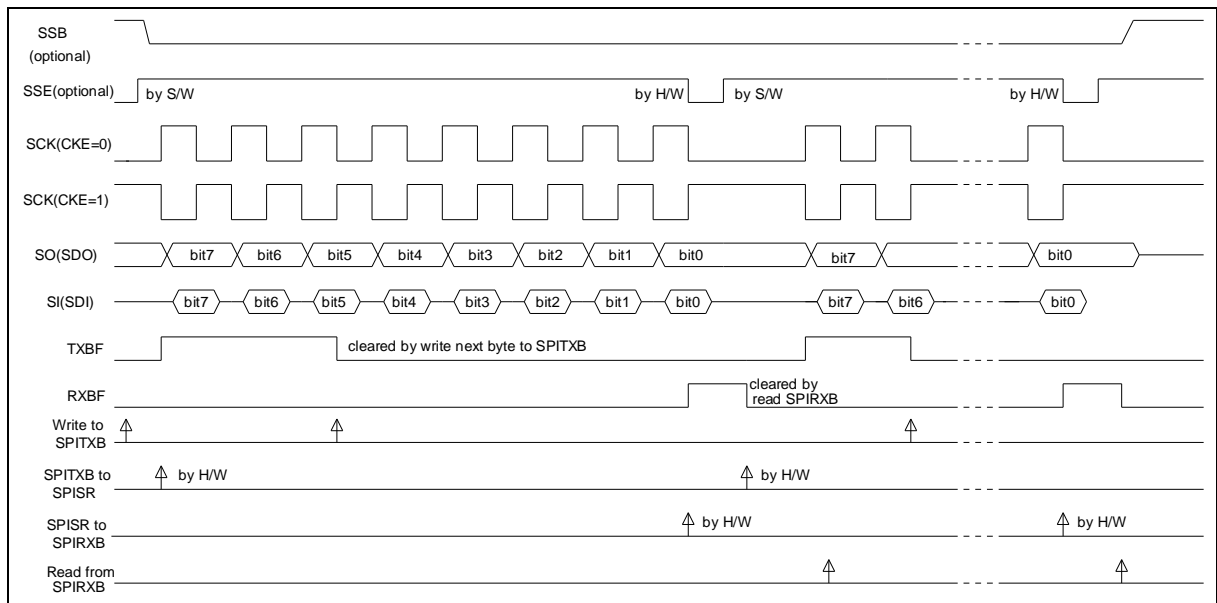 SSB
(optional)
SSE(optional) by S/W by H/W by S/W by H/W
SCK(CKE=0)
SCK(CKE=1)
SO(SDO) bit7 bit6 bit5 bit4 bit3 bit2 bit1 bit0 bit7 bit0
SI(SDI) bit7 bit6 bit5 bit4 bit3 bit2 bit1 bit0 bit7 bit6 bit0
TXBF cleared by write next byte to SPITXB
RXBF cleared by
read SPIRXB
Write to
SPITXB
SPITXB to by H/W by H/W
SPISR
SPISR to by H/W by H/W
SPIRXB
Read from
SPIRXB